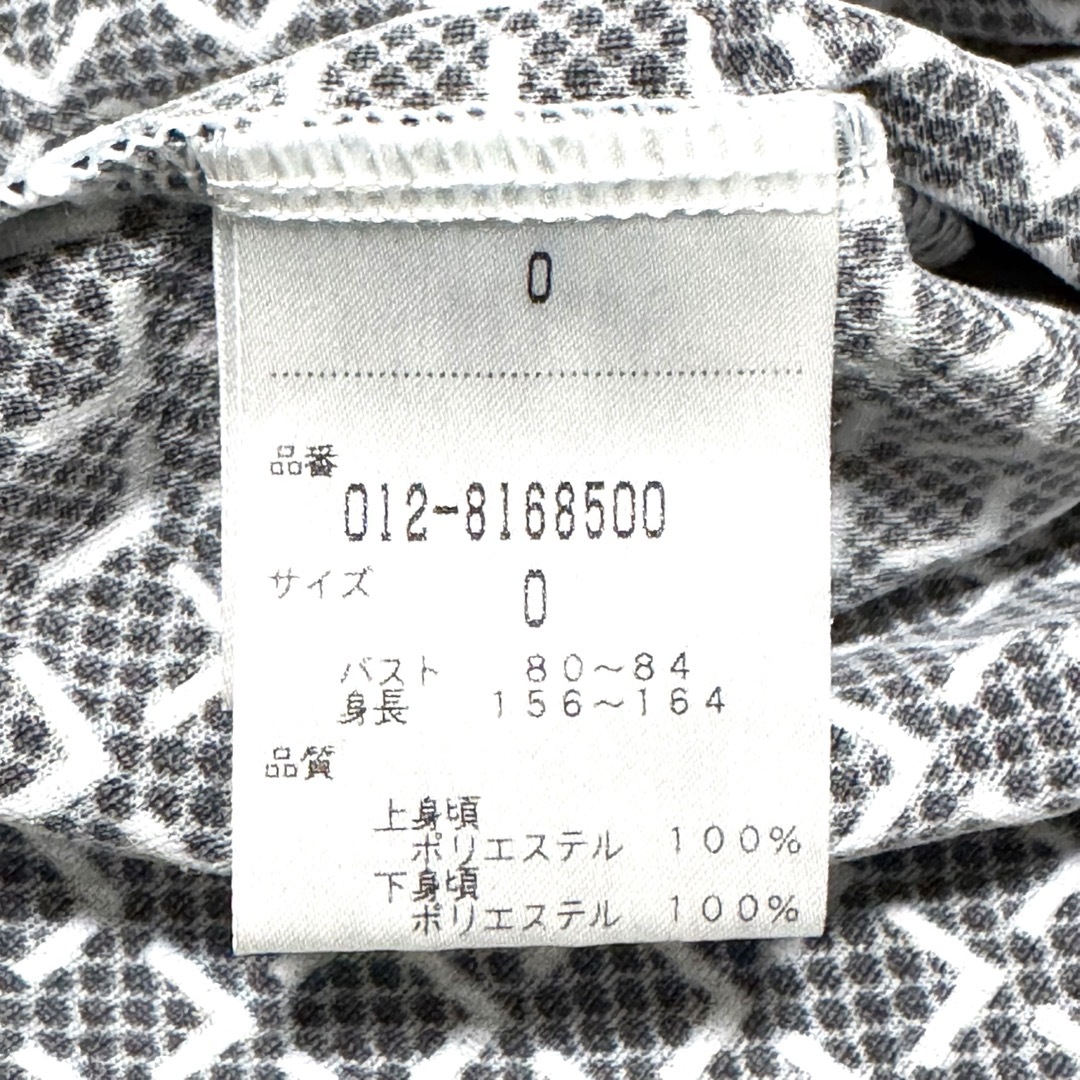 0
品番
012-8168500
サイズ 0
バスト 80～84
身長 156～164
品質
上身頃
ポリエステル 100%
下身頃
ポリエステル 100%